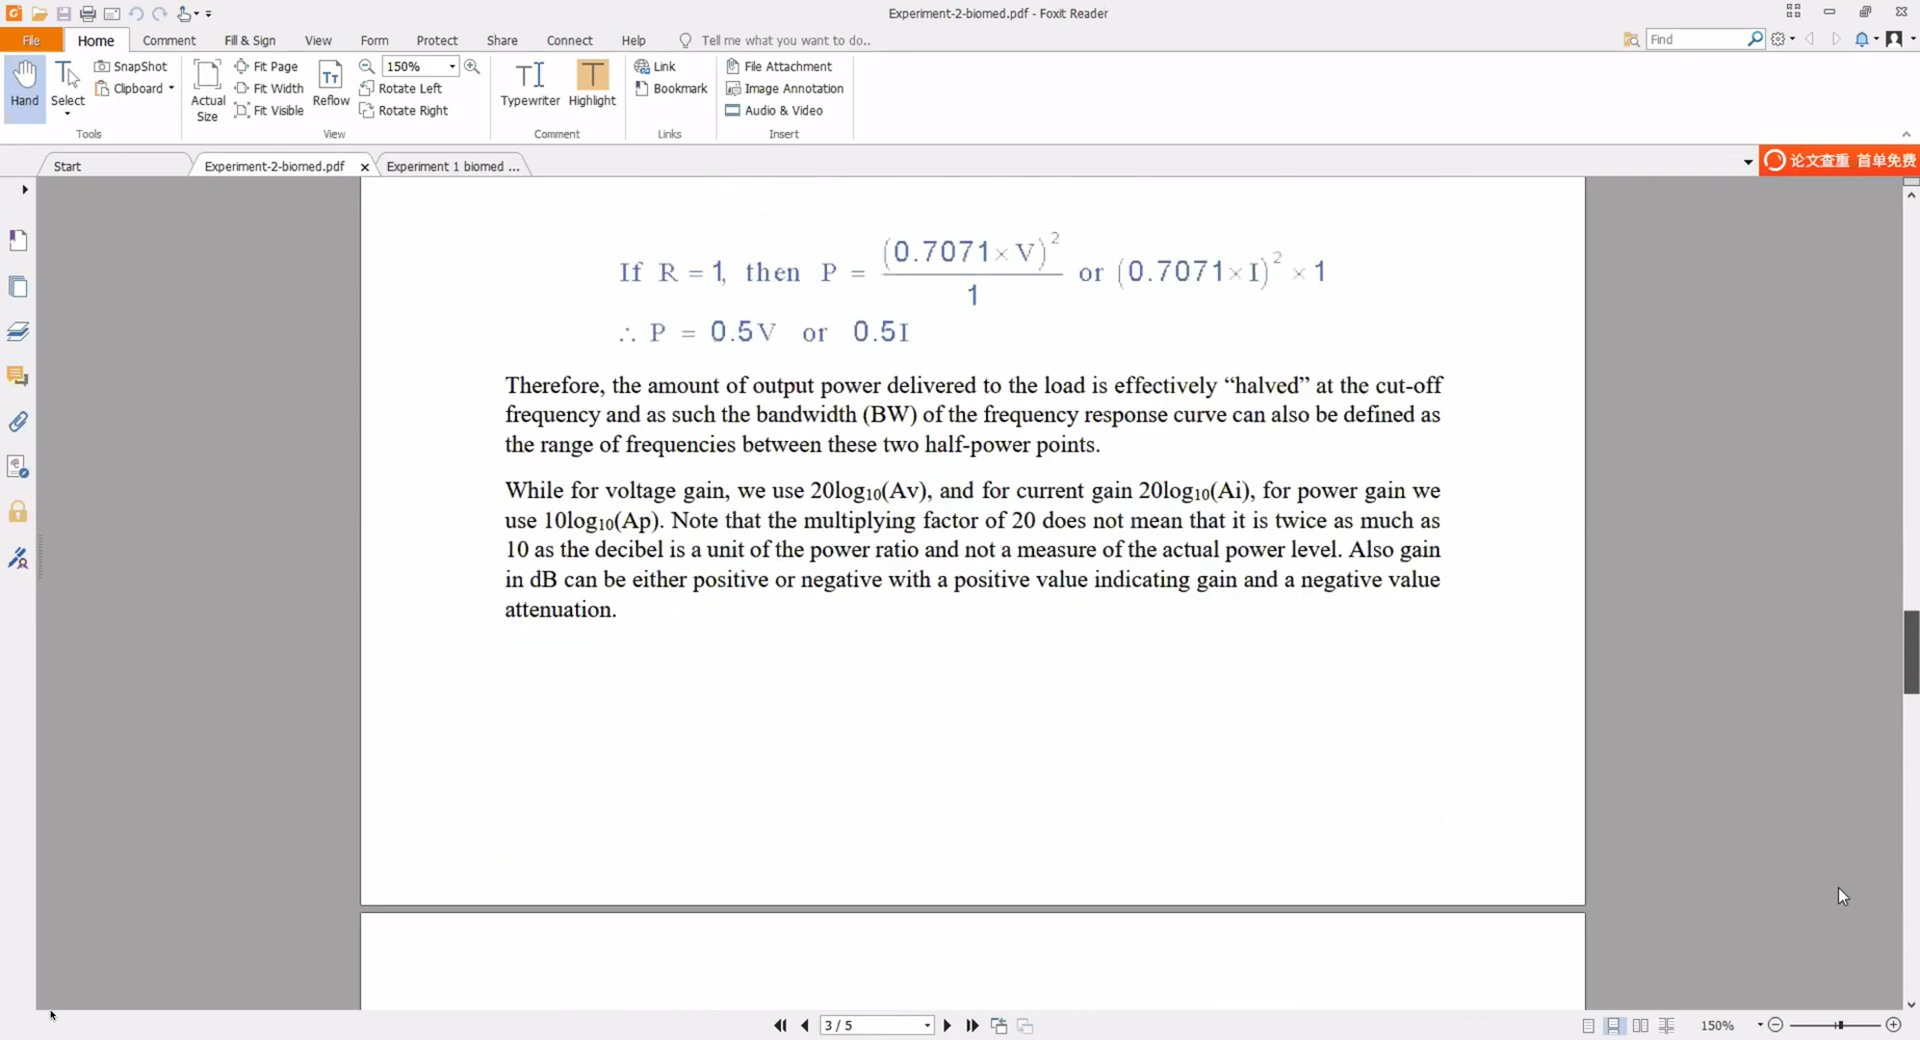 Experiment-2-biomed.pdf - Foxit Reader
File Home Comment Fill & Sign View Form Protect Share Connect Help Tell me what you want to do.. Find
Hand
Select
SnapShot
Clipboard
Tools
Actual Size
Fit Page
Fit Width
Fit Visible
Reflow
150%
Rotate Left
Rotate Right
View
Typewriter
Highlight
Comment
Link
Bookmark
Links
File Attachment
Image Annotation
Audio & Video
Insert
Start Experiment-2-biomed.pdf Experiment 1 biomed ... 论文查重 首单免费
If R = 1, then P = (0.7071 × V)² / 1 or (0.7071 × I)² × 1
∴ P = 0.5V or 0.5I
Therefore, the amount of output power delivered to the load is effectively “halved” at the cut-off
frequency and as such the bandwidth (BW) of the frequency response curve can also be defined as
the range of frequencies between these two half-power points.
While for voltage gain, we use 20log₁₀(Av), and for current gain 20log₁₀(Ai), for power gain we
use 10log₁₀(Ap). Note that the multiplying factor of 20 does not mean that it is twice as much as
10 as the decibel is a unit of the power ratio and not a measure of the actual power level. Also gain
in dB can be either positive or negative with a positive value indicating gain and a negative value
attenuation.
3 / 5
150%